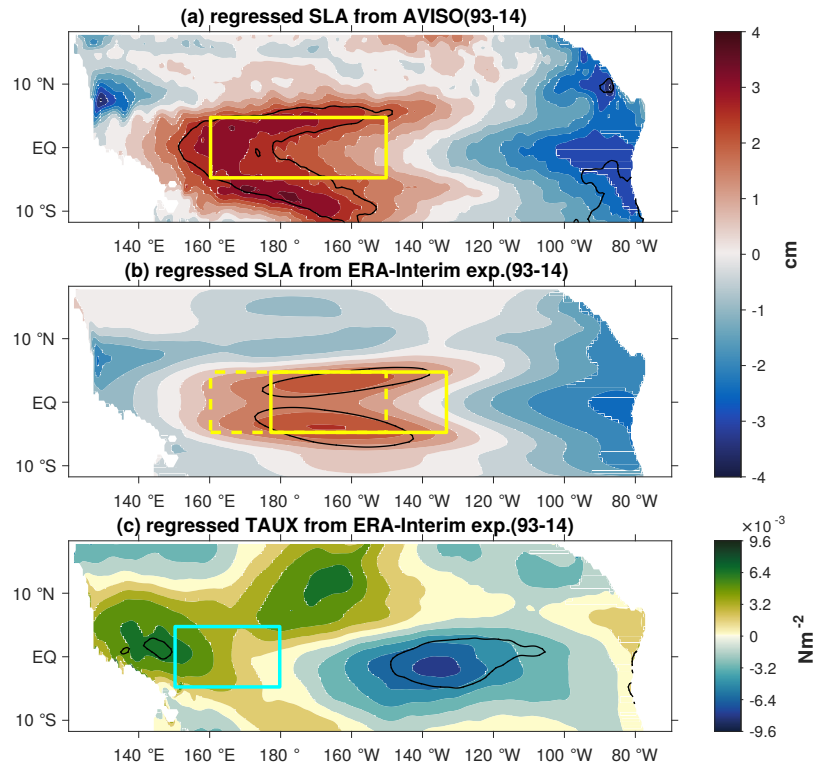 (a) regressed SLA from AVISO(93-14)
10 °N
EQ
10 °S
140 °E 160 °E 180 ° 160 °W 140 °W 120 °W 100 °W 80 °W
(b) regressed SLA from ERA-Interim exp.(93-14)
10 °N
EQ
10 °S
140 °E 160 °E 180 ° 160 °W 140 °W 120 °W 100 °W 80 °W
4
3
2
1
0
-1
-2
-3
-4
cm
(c) regressed TAUX from ERA-Interim exp.(93-14)
10 °N
EQ
10 °S
140 °E 160 °E 180 ° 160 °W 140 °W 120 °W 100 °W 80 °W
×10⁻³
9.6
6.4
3.2
0
-3.2
-6.4
-9.6
Nm⁻²